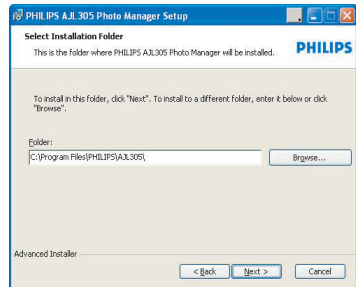 PHILIPS AJL305 Photo Manager Setup
Select Installation Folder
This is the folder where PHILIPS AJL305 Photo Manager will be installed.
PHILIPS
To install in this folder, click "Next". To install to a different folder, enter it below or click
"Browse".
Folder:
C:\Program Files\PHILIPS\AJL305\
Browse...
Advanced Installer
< Back
Next >
Cancel